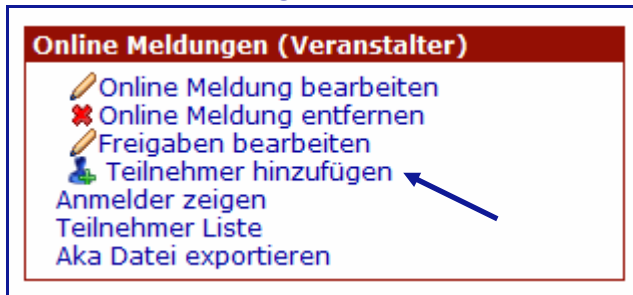 Online Meldungen (Veranstalter)
Online Meldung bearbeiten
Online Meldung entfernen
Freigaben bearbeiten
Teilnehmer hinzufügen
Anmelder zeigen
Teilnehmer Liste
Aka Datei exportieren